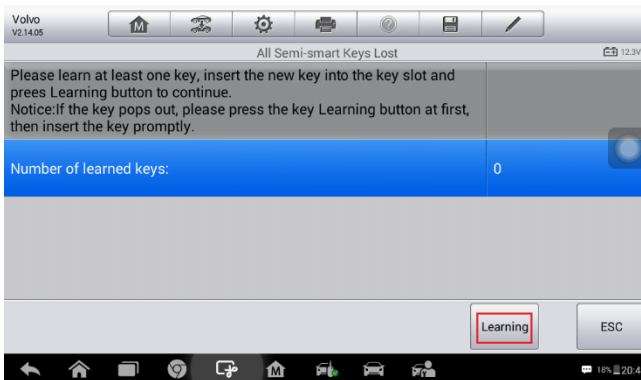 Volvo
V2.14.05
All Semi-smart Keys Lost
12.3V
Please learn at least one key, insert the new key into the key slot and
prees Learning button to continue.
Notice:If the key pops out, please press the key Learning button at first,
then insert the key promptly.
Number of learned keys:
0
Learning
ESC
18%
20:4